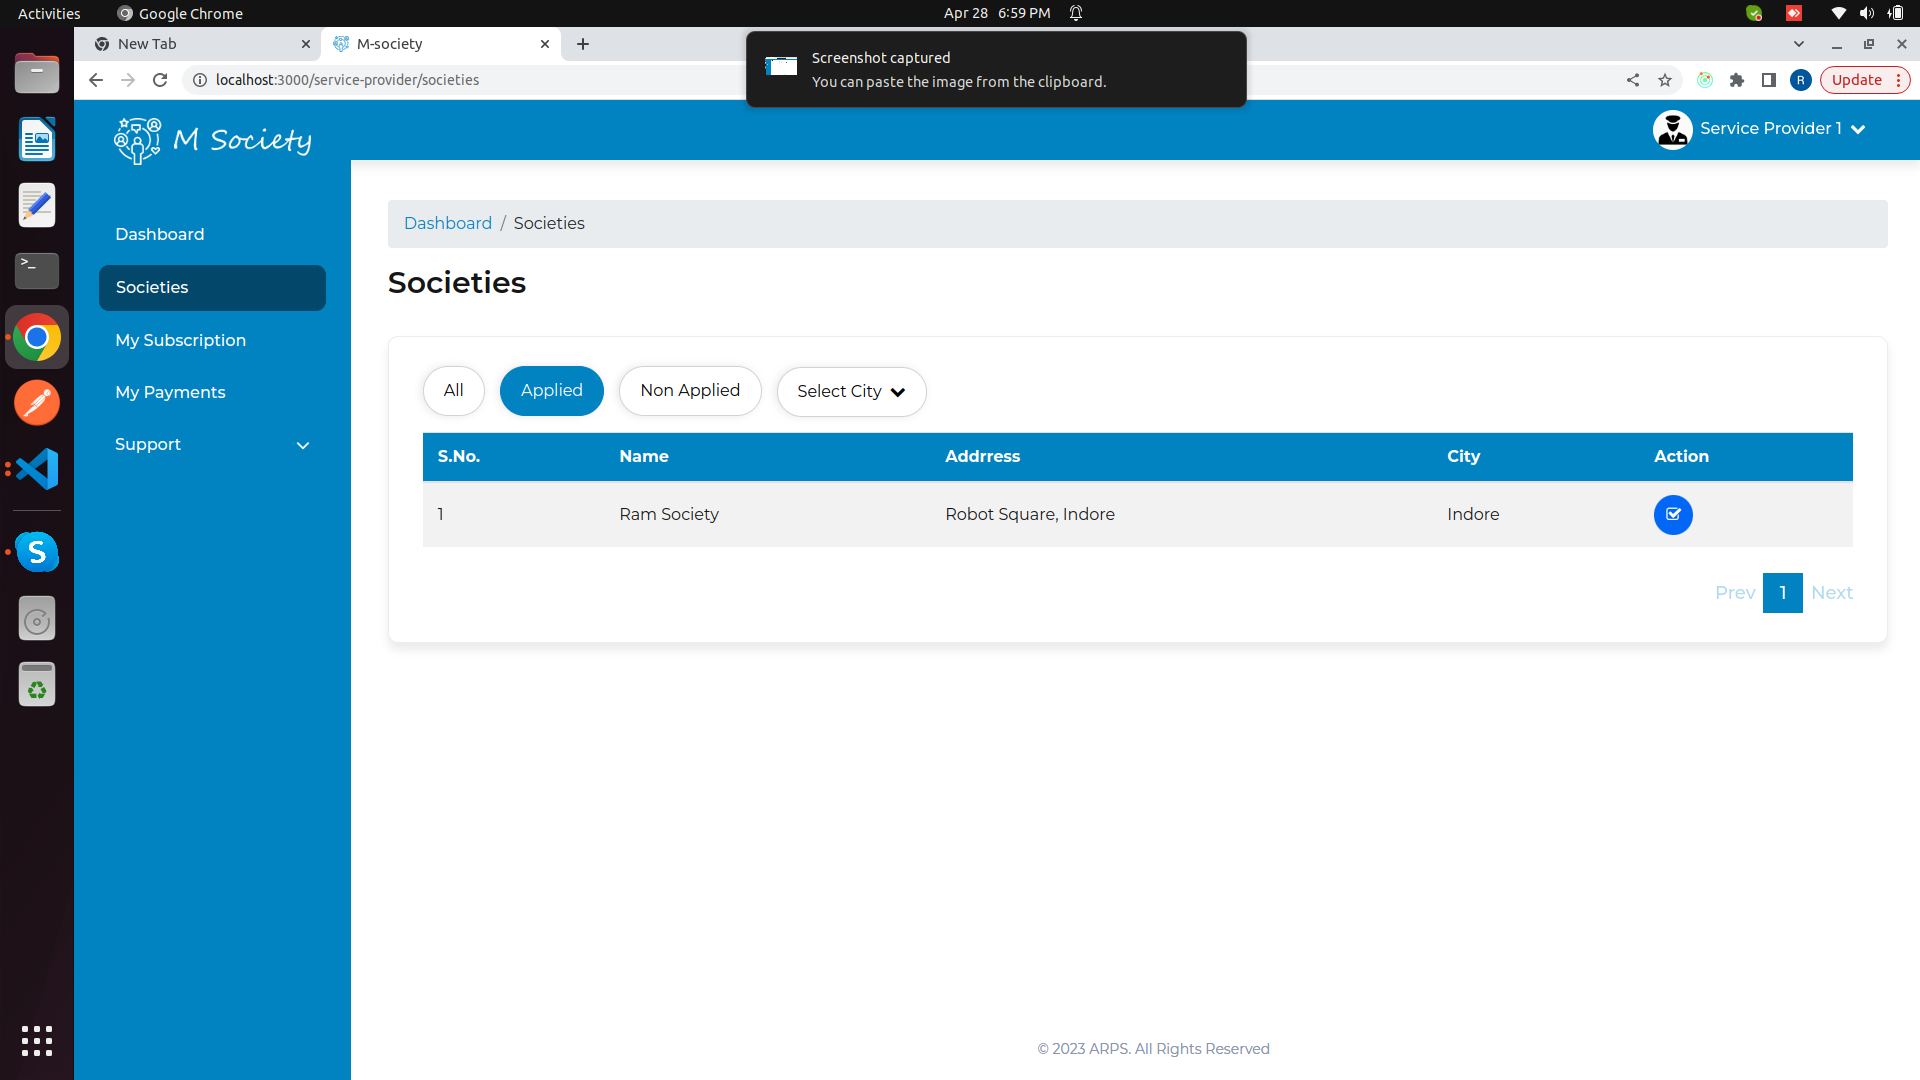 Activities
Google Chrome
Apr 28 6:59 PM
New Tab
M-society
Screenshot captured
You can paste the image from the clipboard.
localhost:3000/service-provider/societies
R
Update
M Society
Service Provider 1
Dashboard
Societies
My Subscription
My Payments
Support
Dashboard / Societies
Societies
All
Applied
Non Applied
Select City
S.No. Name Addrress City Action
1 Ram Society Robot Square, Indore Indore
Prev 1 Next
© 2023 ARPS. All Rights Reserved